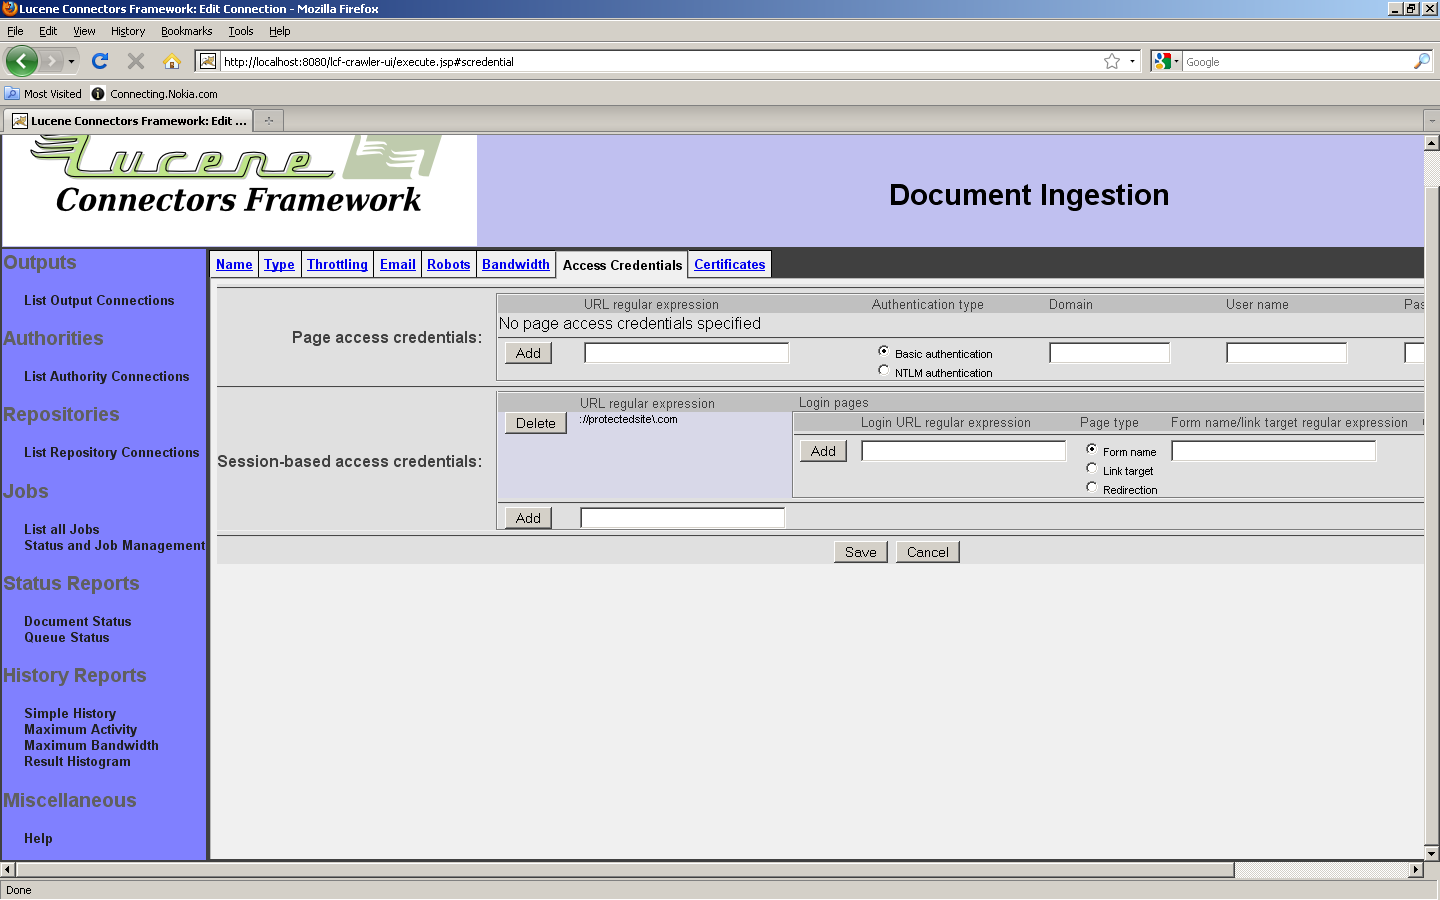 Lucene Connectors Framework: Edit Connection - Mozilla Firefox
File Edit View History Bookmarks Tools Help
http://localhost:8080/lcf-crawler-ui/execute.jsp#scredential
Google
Most Visited Connecting.Nokia.com
Lucene Connectors Framework: Edit ...
Lucene
Connectors Framework
Document Ingestion
Outputs
List Output Connections
Authorities
List Authority Connections
Repositories
List Repository Connections
Jobs
List all Jobs
Status and Job Management
Status Reports
Document Status
Queue Status
History Reports
Simple History
Maximum Activity
Maximum Bandwidth
Result Histogram
Miscellaneous
Help
Name Type Throttling Email Robots Bandwidth Access Credentials Certificates
Page access credentials:
URL regular expression Authentication type Domain User name Pas
No page access credentials specified
Add Basic authentication
NTLM authentication
Session-based access credentials:
URL regular expression Login pages
Delete ://protectedsite\.com
Login URL regular expression Page type Form name/link target regular expression
Add Form name
Link target
Redirection
Add
Save Cancel
Done